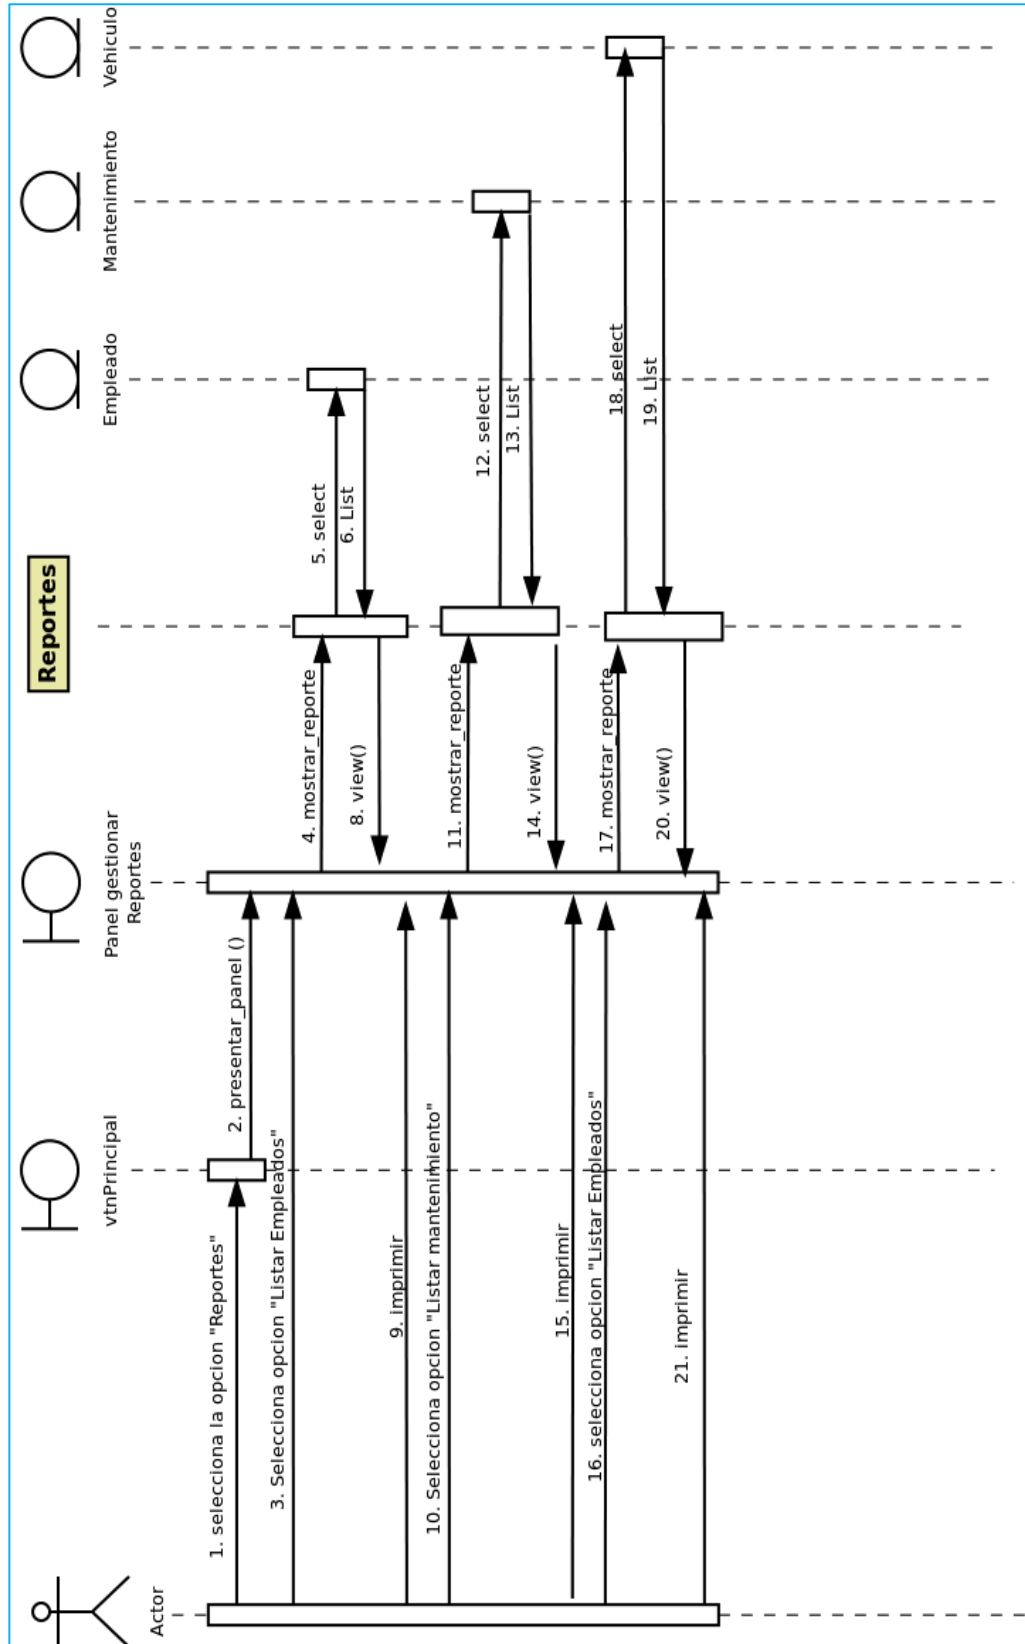 Actor
vtnPrincipal
Panel gestionar
Reportes
Reportes
Empleado
Mantenimiento
Vehiculo
1. selecciona la opcion "Reportes"
2. presentar_panel ()
3. Selecciona opcion "Listar Empleados"
4. mostrar_reporte
5. select
6. List
8. view()
9. imprimir
10. Selecciona opcion "Listar mantenimiento"
11. mostrar_reporte
12. select
13. List
14. view()
15. imprimir
16. selecciona opcion "Listar Empleados"
17. mostrar_reporte
18. select
19. List
20. view()
21. imprimir